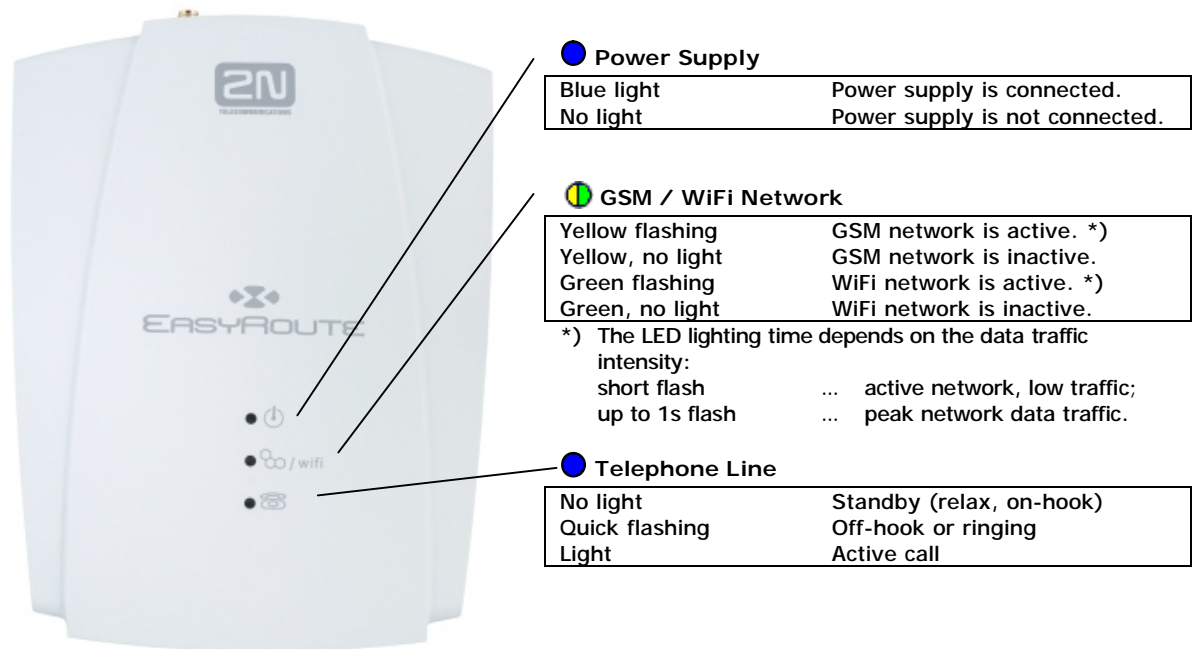 2N
TELECOMMUNICATIONS
EASYROUTE
/ wifi
Power Supply
Blue light Power supply is connected.
No light Power supply is not connected.
GSM / WiFi Network
Yellow flashing GSM network is active. *)
Yellow, no light GSM network is inactive.
Green flashing WiFi network is active. *)
Green, no light WiFi network is inactive.
*) The LED lighting time depends on the data traffic
intensity:
short flash ... active network, low traffic;
up to 1s flash ... peak network data traffic.
Telephone Line
No light Standby (relax, on-hook)
Quick flashing Off-hook or ringing
Light Active call